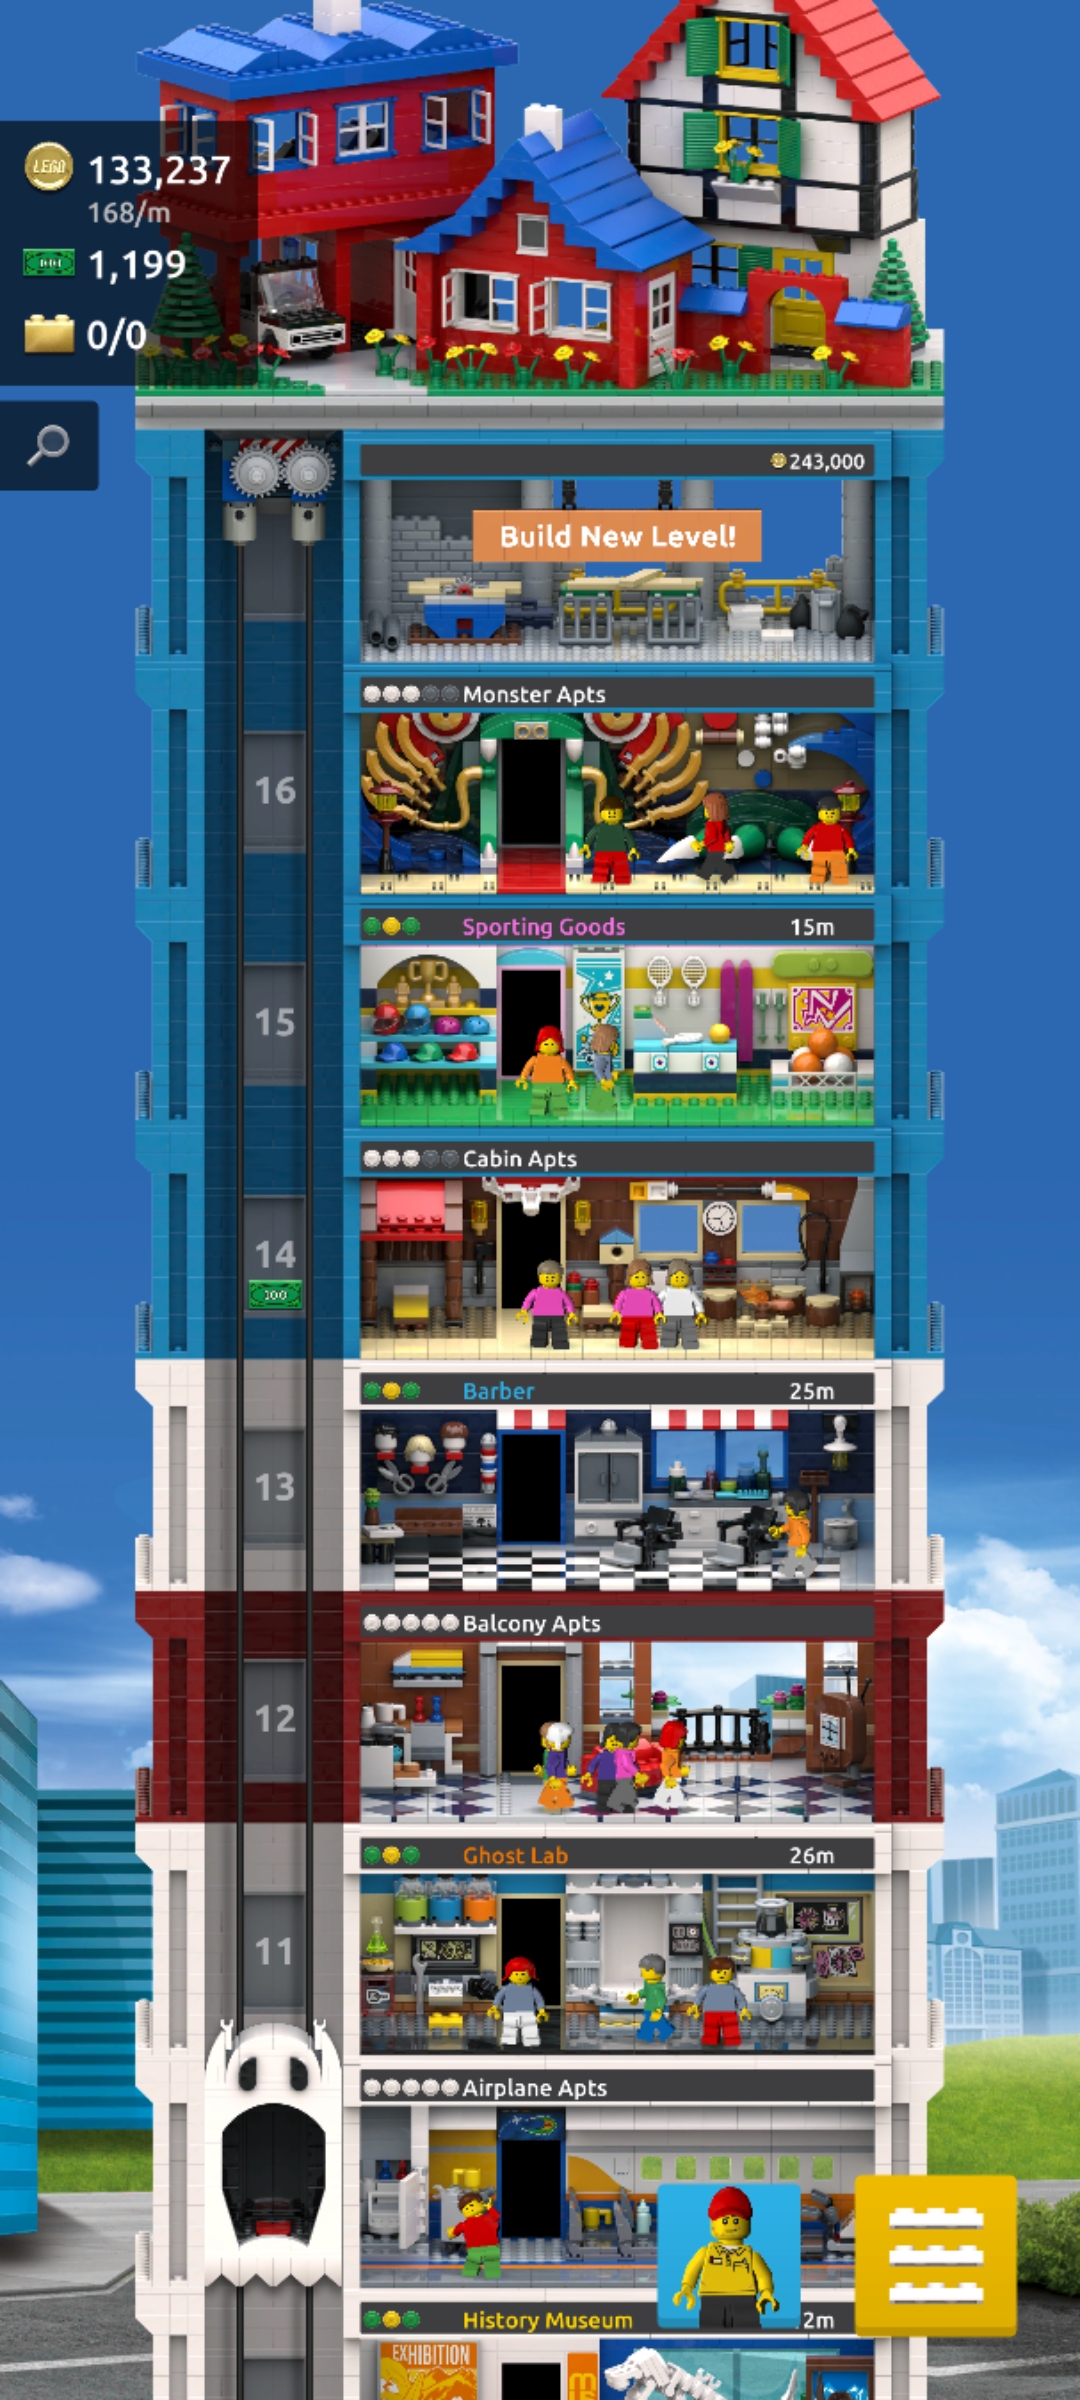 LEGO 133,237
168/m
100 1,199
0/0
243,000
Build New Level!
Monster Apts
16
Sporting Goods 15m
15
Cabin Apts
14
100
Barber 25m
13
Balcony Apts
12
Ghost Lab 26m
11
Airplane Apts
History Museum 2m
EXHIBITION